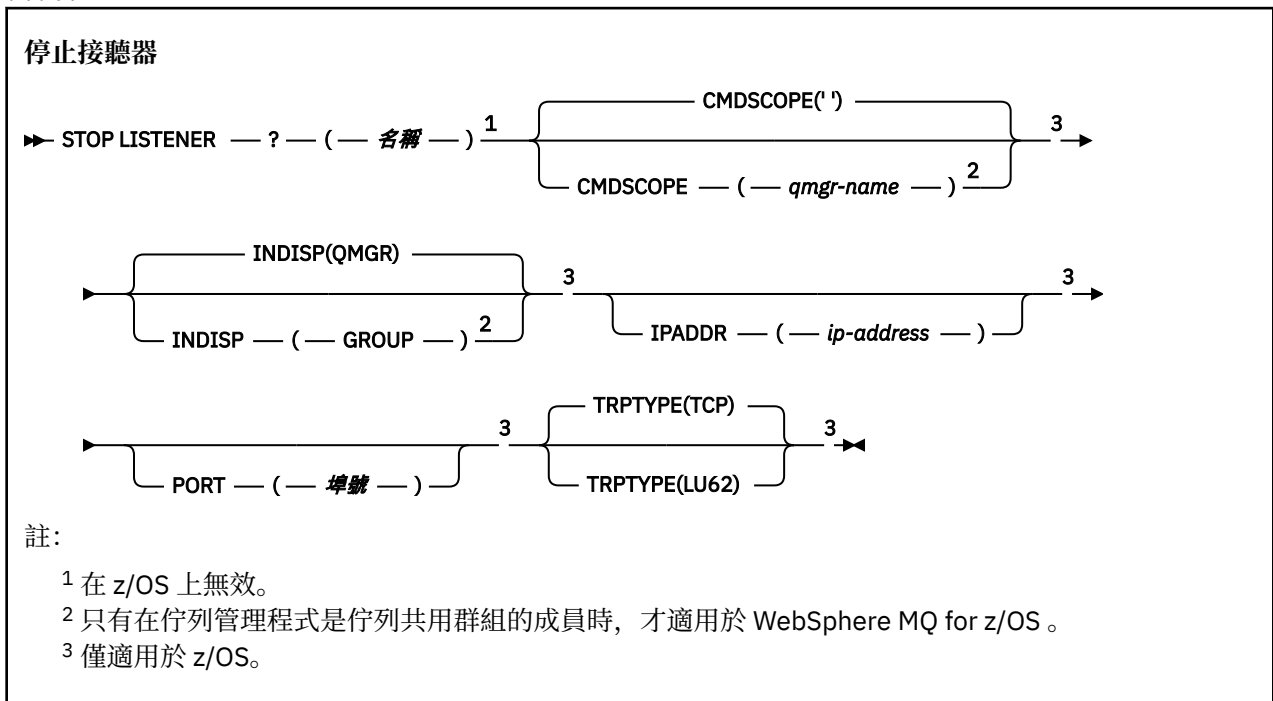 停止接聽器
CMDSCOPE(' ')
STOP LISTENER — ? — ( — 名稱 — ) 1 3
CMDSCOPE — ( — qmgr-name — ) 2
INDISP(QMGR)
3 3
INDISP — ( — GROUP — ) 2 IPADDR — ( — ip-address — )
TRPTYPE(TCP)
3 3
PORT — ( — 埠號 — ) TRPTYPE(LU62)
註：
1 在 z/OS 上無效。
2 只有在佇列管理程式是佇列共用群組的成員時，才適用於 WebSphere MQ for z/OS 。
3 僅適用於 z/OS。